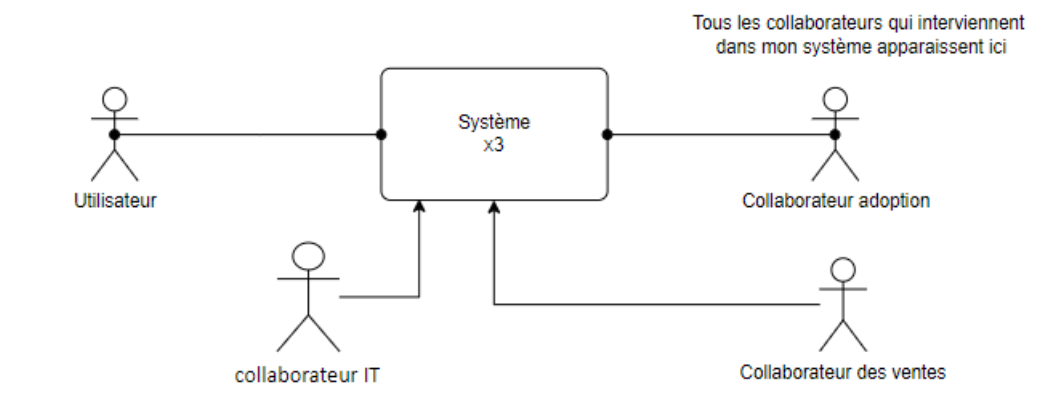 Tous les collaborateurs qui interviennent
dans mon système apparaissent ici
Système
x3
Utilisateur
Collaborateur adoption
collaborateur IT
Collaborateur des ventes